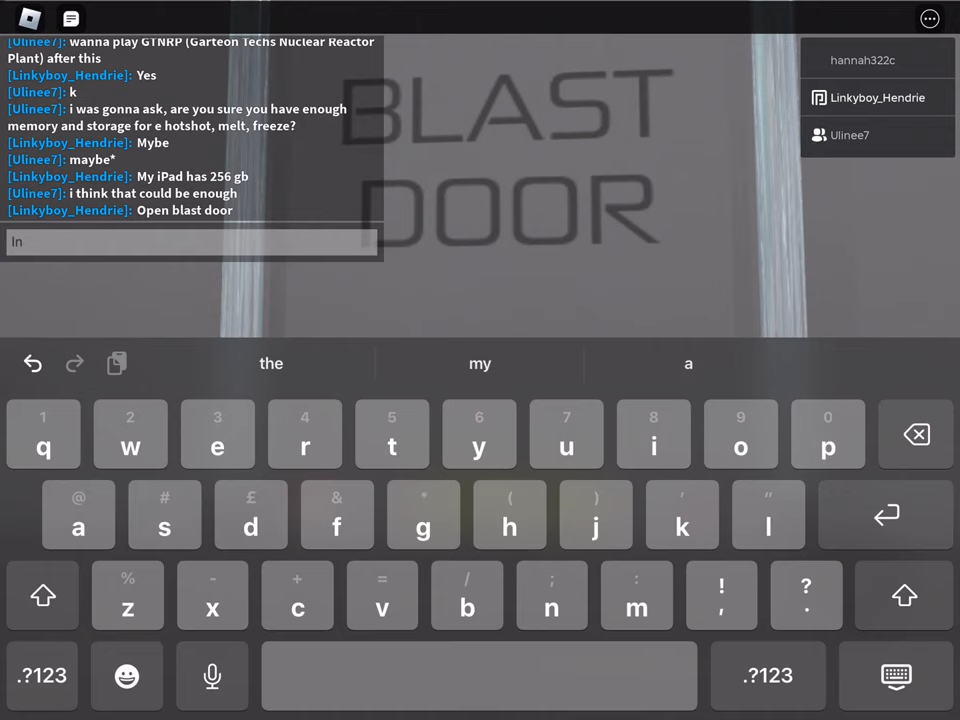 [Ulinee7]: wanna play GTNRP (Garteon Techs Nuclear Reactor
Plant) after this
[Linkyboy_Hendrie]: Yes
[Ulinee7]: k
[Ulinee7]: i was gonna ask, are you sure you have enough
memory and storage for e hotshot, melt, freeze?
[Linkyboy_Hendrie]: Mybe
[Ulinee7]: maybe*
[Linkyboy_Hendrie]: My iPad has 256 gb
[Ulinee7]: i think that could be enough
[Linkyboy_Hendrie]: Open blast door
In
BLAST
DOOR
hannah322c
Linkyboy_Hendrie
Ulinee7
the my a
1 2 3 4 5 6 7 8 9 0
q w e r t y u i o p
@ # £ & * ( ) ' "
a s d f g h j k l
% - + = / ; : ! ?
z x c v b n m , .
.?123 .?123